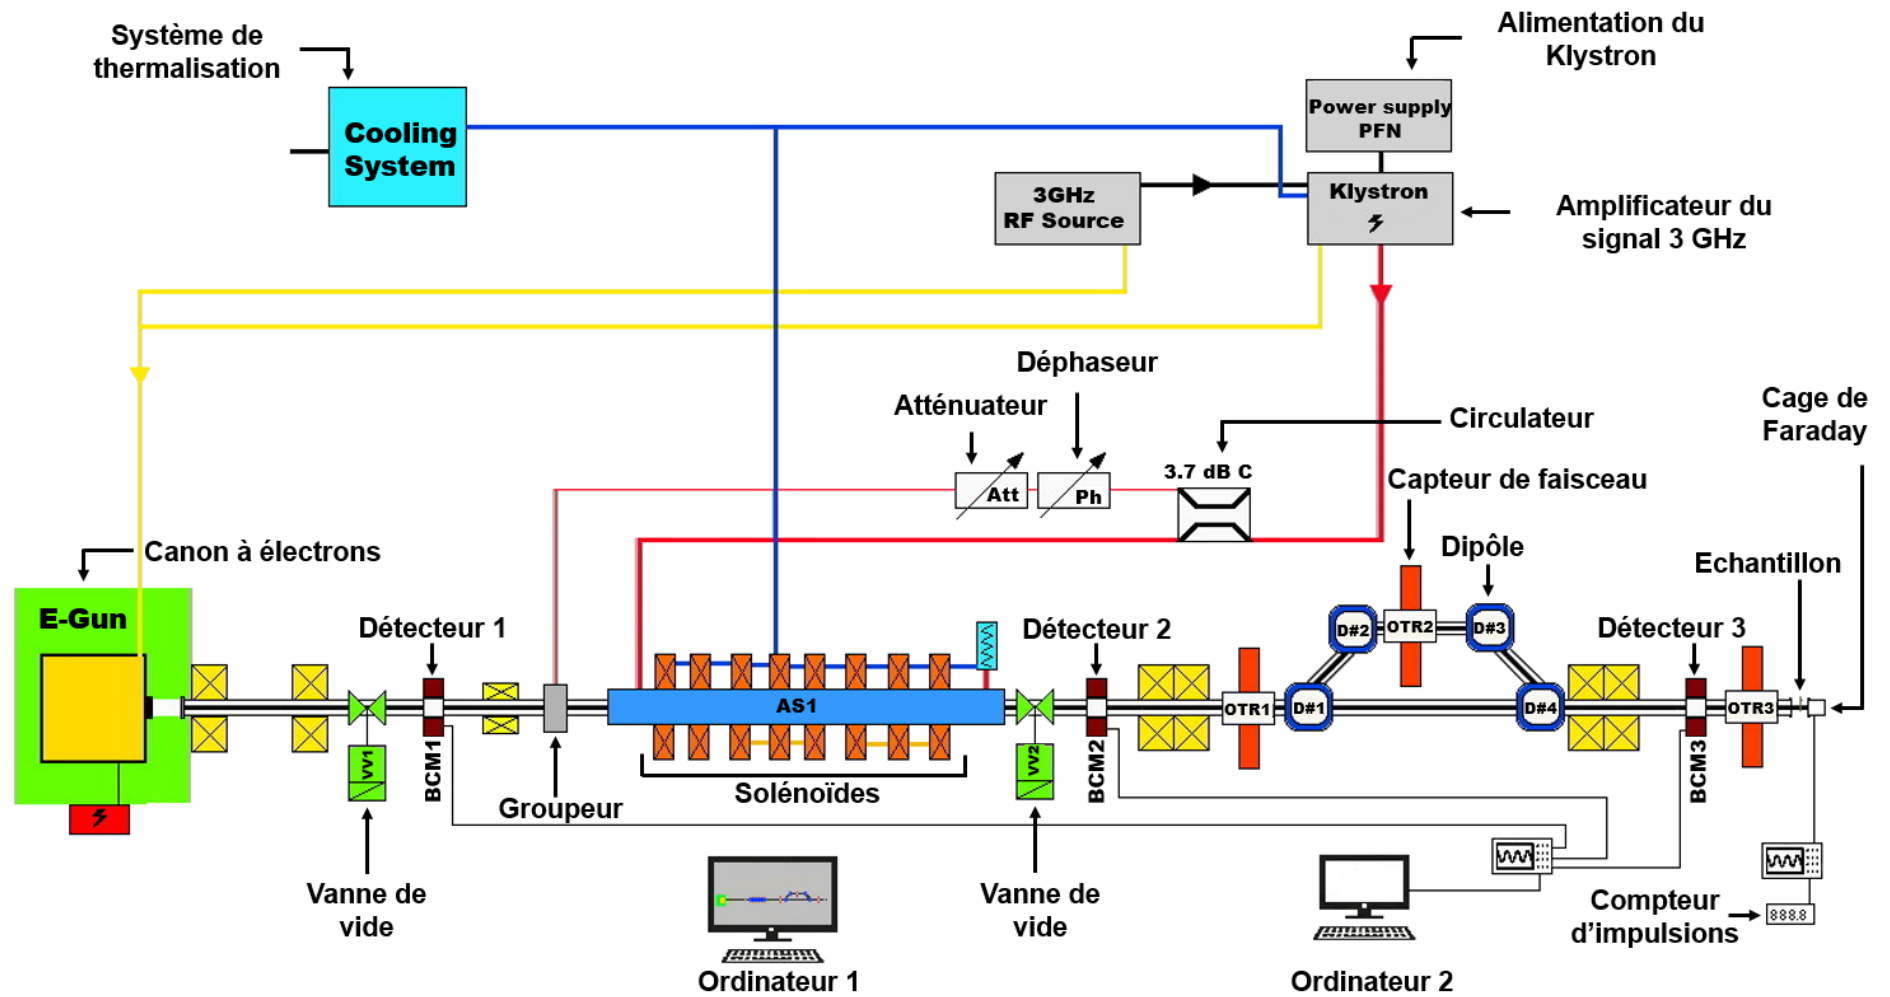 Système de
thermalisation
Cooling
System
Alimentation du
Klystron
Power supply
PFN
3GHz
RF Source
Klystron
Amplificateur du
signal 3 GHz
Déphaseur
Atténuateur
Circulateur
Cage de
Faraday
3.7 dB C
Att
Ph
Capteur de faisceau
Canon à électrons
Dipôle
Echantillon
E-Gun
Détecteur 1
Détecteur 2
Détecteur 3
D#2
OTR2
D#3
AS1
OTR1
D#1
D#4
OTR3
VV1
BCM1
VV2
BCM2
BCM3
Groupeur
Solénoïdes
Vanne de
vide
Vanne de
vide
Compteur
d'impulsions
888.8
Ordinateur 1
Ordinateur 2